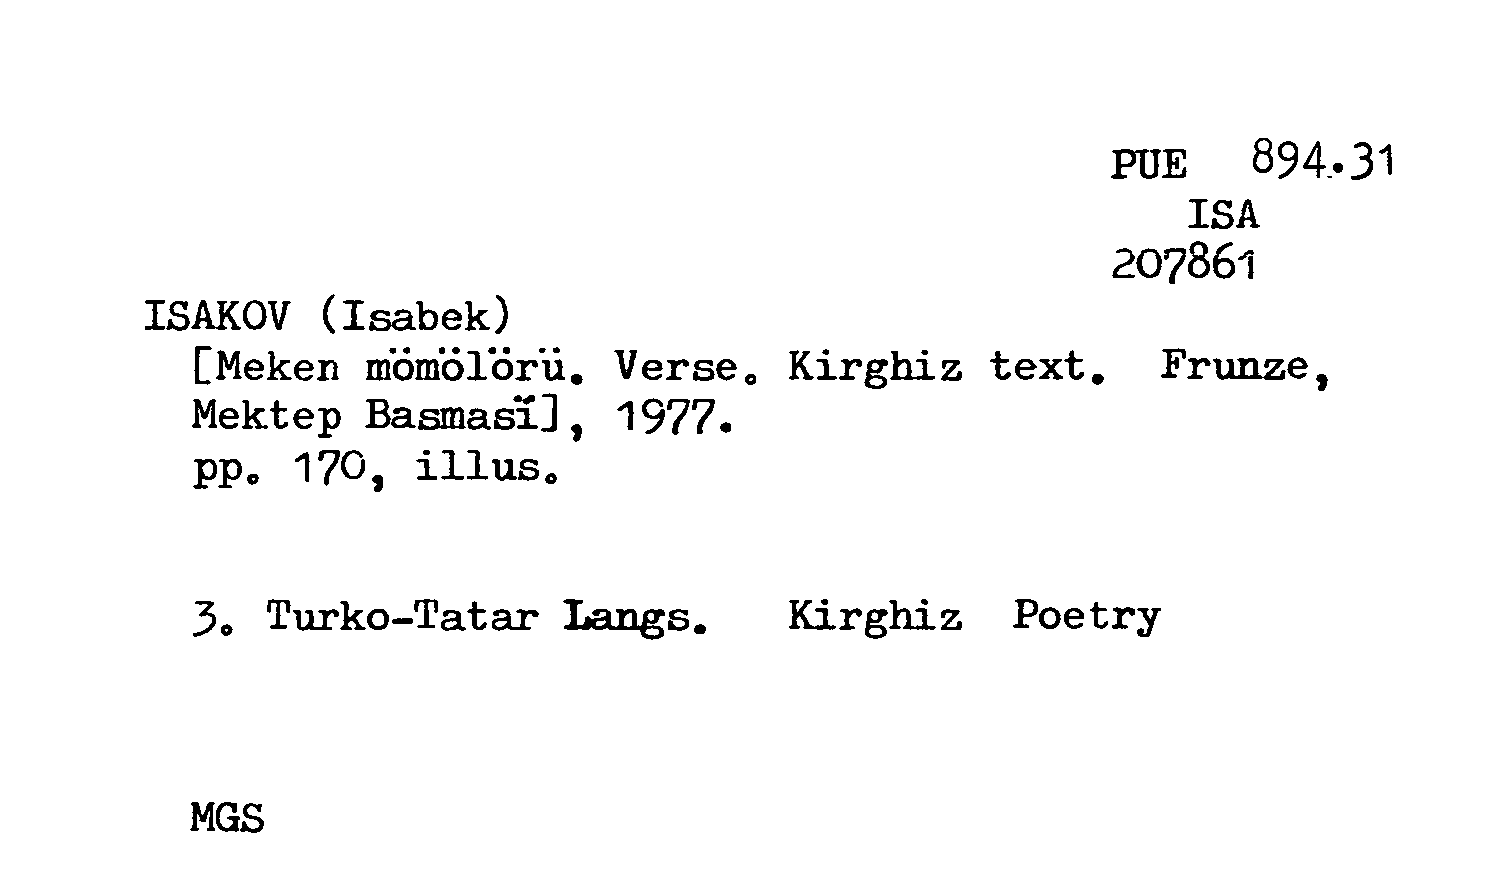 PUE 894.31
ISA
207861
ISAKOV (Isabek)
[Meken mömölörü. Verse. Kirghiz text. Frunze,
Mektep Basmasï], 1977.
pp. 170, illus.
3. Turko-Tatar Langs. Kirghiz Poetry
MGS